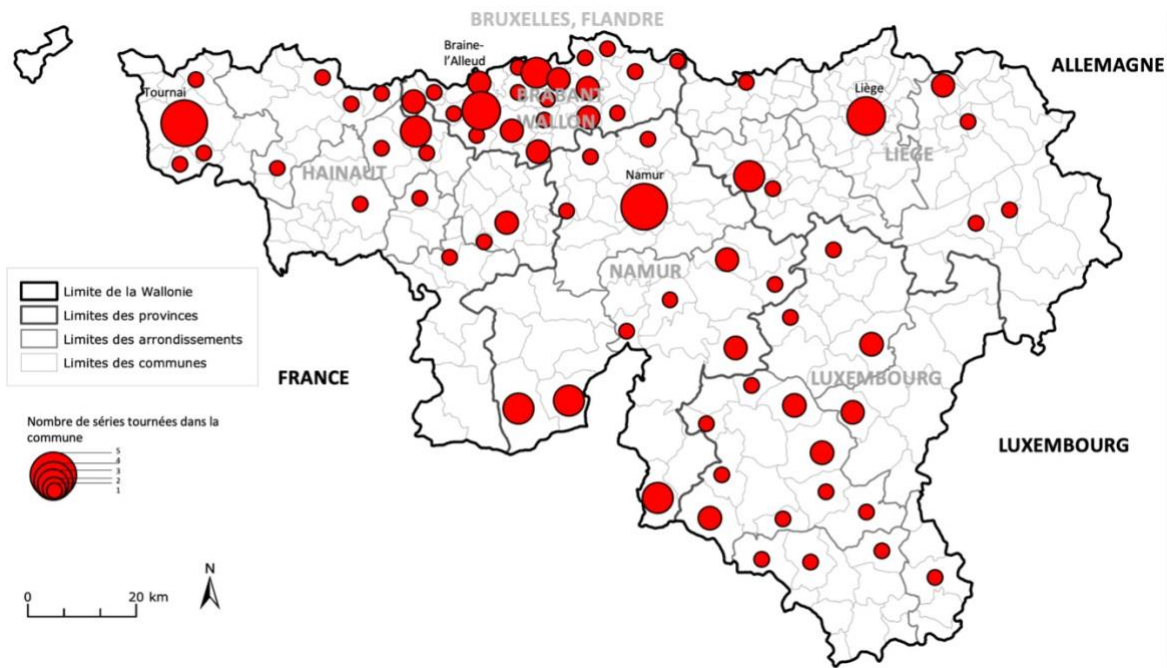 BRUXELLES, FLANDRE
Braine-
l'Alleud
ALLEMAGNE
Tournai
Liège
BRABANT
WALLON
LIEGE
HAINAUT
Namur
NAMUR
Limite de la Wallonie
Limites des provinces
Limites des arrondissements
Limites des communes
FRANCE
LUXEMBOURG
Nombre de séries tournées dans la
commune
5
4
3
2
1
LUXEMBOURG
N
0
20 km